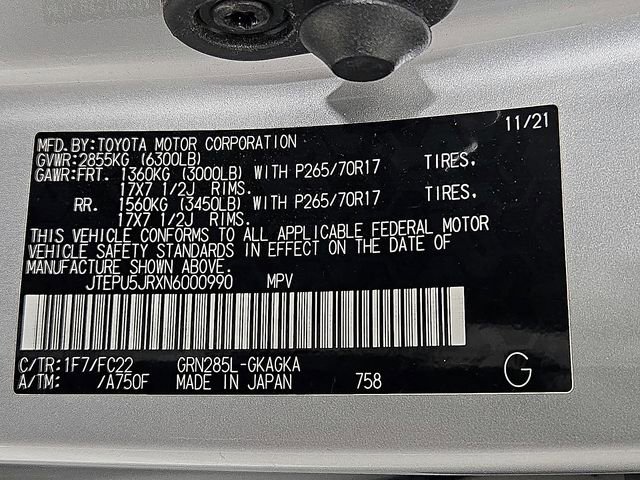 11/21
MFD. BY:TOYOTA MOTOR CORPORATION
GVWR:2855KG (6300LB)
GAWR:FRT. 1360KG (3000LB) WITH P265/70R17 TIRES.
17X7 1/2J RIMS.
RR. 1560KG (3450LB) WITH P265/70R17 TIRES.
17X7 1/2J RIMS.
THIS VEHICLE CONFORMS TO ALL APPLICABLE FEDERAL MOTOR
VEHICLE SAFETY STANDARDS IN EFFECT ON THE DATE OF
MANUFACTURE SHOWN ABOVE.
JTEPU5JRXN6000990 MPV
C/TR:1F7/FC22 GRN285L-GKAGKA
A/TM: /A750F MADE IN JAPAN 758 G